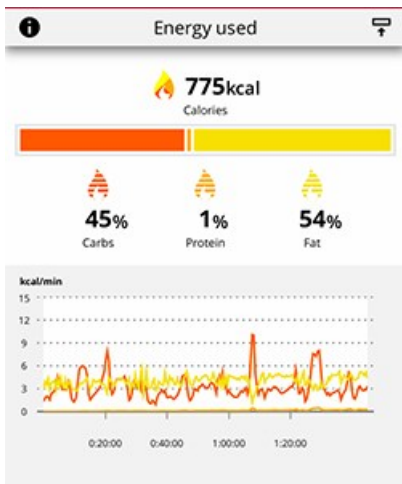 Energy used
775kcal
Calories
45% 1% 54%
Carbs Protein Fat
kcal/min
15
12
9
6
3
0
0:20:00 0:40:00 1:00:00 1:20:00